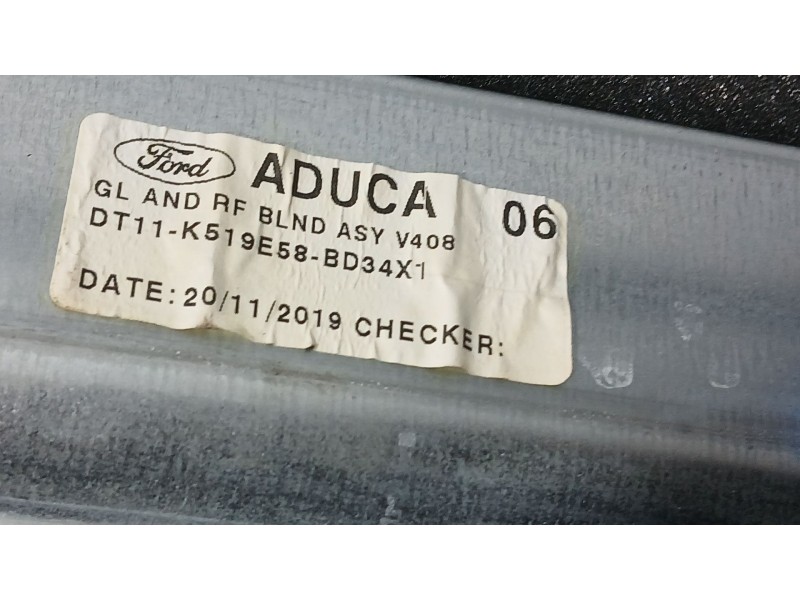 Ford ADUCA 06
GL AND RF BLND ASY V408
DT11-K519E58-BD34X1
DATE: 20/11/2019 CHECKER: